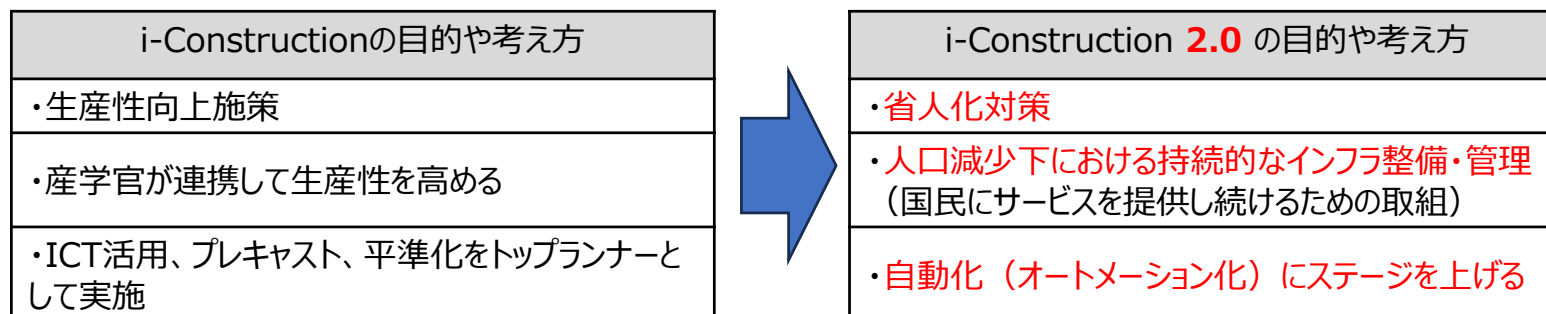 i-Constructionの目的や考え方
・生産性向上施策
・産学官が連携して生産性を高める
・ICT活用、プレキャスト、平準化をトップランナーと
して実施
i-Construction 2.0 の目的や考え方
・省人化対策
・人口減少下における持続的なインフラ整備・管理
（国民にサービスを提供し続けるための取組）
・自動化（オートメーション化）にステージを上げる